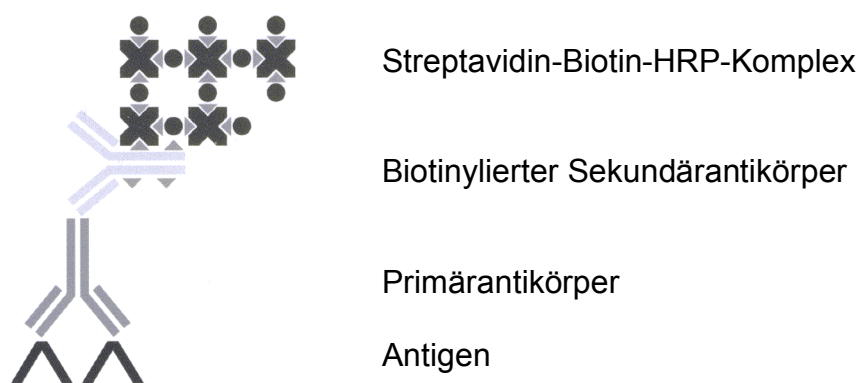 Streptavidin-Biotin-HRP-Komplex
Biotinylierter Sekundärantikörper
Primärantikörper
Antigen